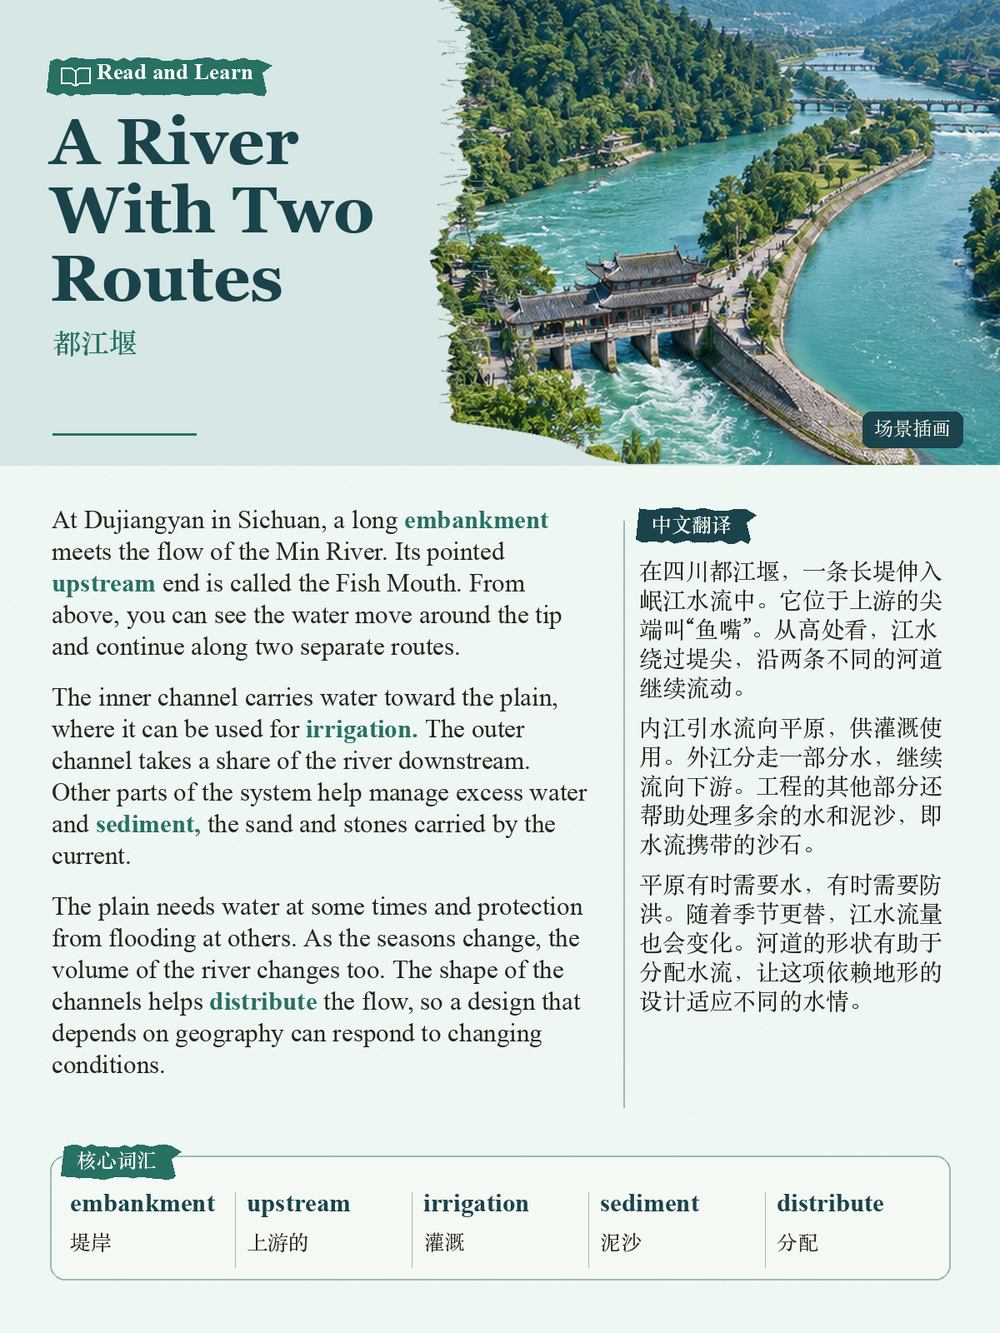 Read and Learn
A River
With Two
Routes
都江堰
场景插画
At Dujiangyan in Sichuan, a long embankment
meets the flow of the Min River. Its pointed
upstream end is called the Fish Mouth. From
above, you can see the water move around the tip
and continue along two separate routes.
The inner channel carries water toward the plain,
where it can be used for irrigation. The outer
channel takes a share of the river downstream.
Other parts of the system help manage excess water
and sediment, the sand and stones carried by the
current.
The plain needs water at some times and protection
from flooding at others. As the seasons change, the
volume of the river changes too. The shape of the
channels helps distribute the flow, so a design that
depends on geography can respond to changing
conditions.
中文翻译
在四川都江堰，一条长堤伸入
岷江水流中。它位于上游的尖
端叫“鱼嘴”。从高处看，江水
绕过堤尖，沿两条不同的河道
继续流动。
内江引水流向平原，供灌溉使
用。外江分走一部分水，继续
流向下游。工程的其他部分还
帮助处理多余的水和泥沙，即
水流携带的沙石。
平原有时需要水，有时需要防
洪。随着季节更替，江水流量
也会变化。河道的形状有助于
分配水流，让这项依赖地形的
设计适应不同的水情。
核心词汇
embankment
堤岸
upstream
上游的
irrigation
灌溉
sediment
泥沙
distribute
分配